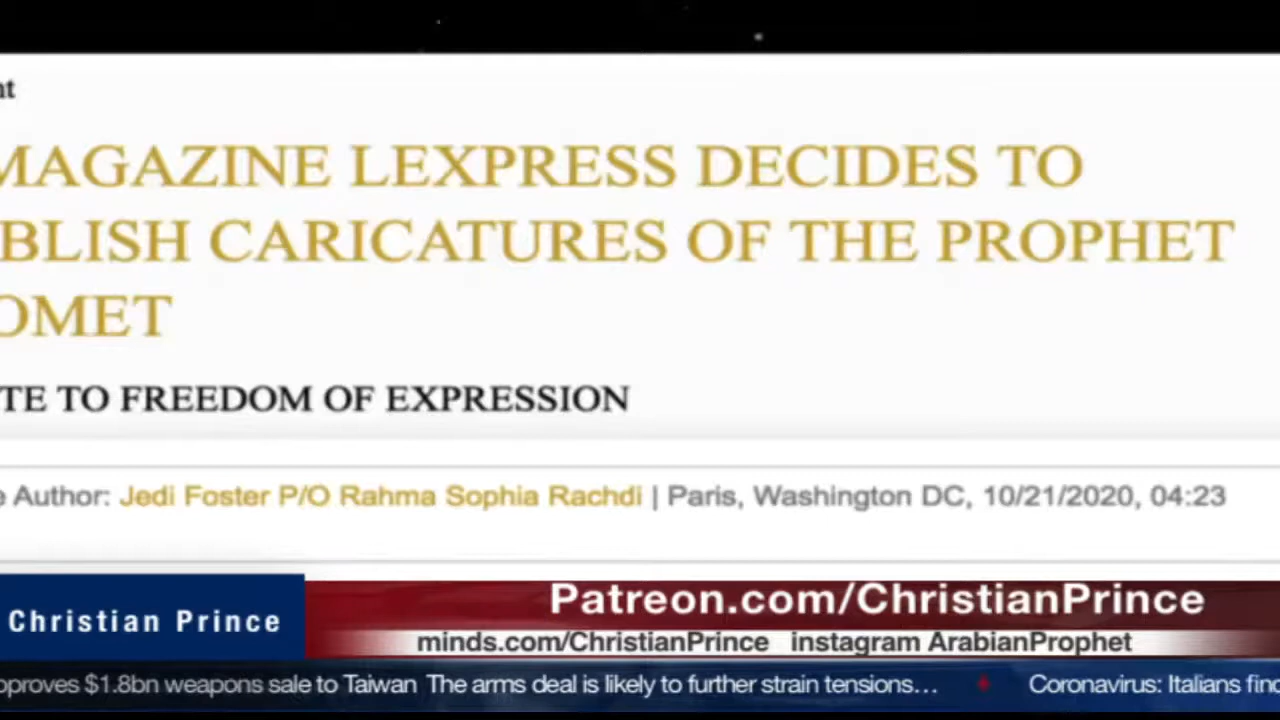 nt
MAGAZINE LEXPRESS DECIDES TO
BLISH CARICATURES OF THE PROPHET
OMET
TE TO FREEDOM OF EXPRESSION
e Author: Jedi Foster P/O Rahma Sophia Rachdi | Paris, Washington DC, 10/21/2020, 04:23
Christian Prince
Patreon.com/ChristianPrince
minds.com/ChristianPrince instagram ArabianProphet
pproves $1.8bn weapons sale to Taiwan The arms deal is likely to further strain tensions… Coronavirus: Italians find